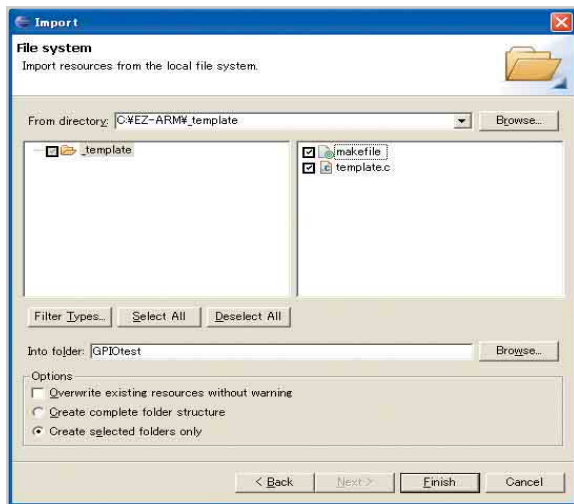 Import
File system
Import resources from the local file system.
From directory: C:¥EZ-ARM¥_template
Browse...
_template
makefile
template.c
Filter Types...
Select All
Deselect All
Into folder: GPIOtest
Browse...
Options
Overwrite existing resources without warning
Create complete folder structure
Create selected folders only
< Back
Next >
Finish
Cancel